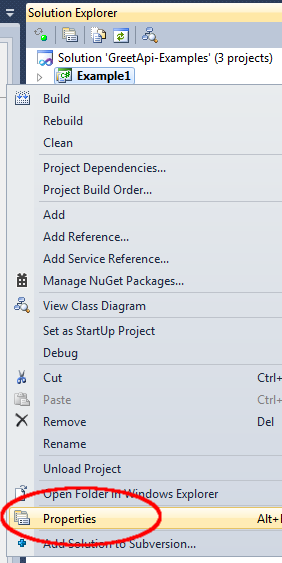 Solution Explorer
Solution 'GreetApi-Examples' (3 projects)
Example1
Build
Rebuild
Clean
Project Dependencies...
Project Build Order...
Add
Add Reference...
Add Service Reference...
Manage NuGet Packages...
View Class Diagram
Set as StartUp Project
Debug
Cut Ctrl+
Paste Ctrl+
Remove Del
Rename
Unload Project
Open Folder in Windows Explorer
Properties Alt+
Add Solution to Subversion...